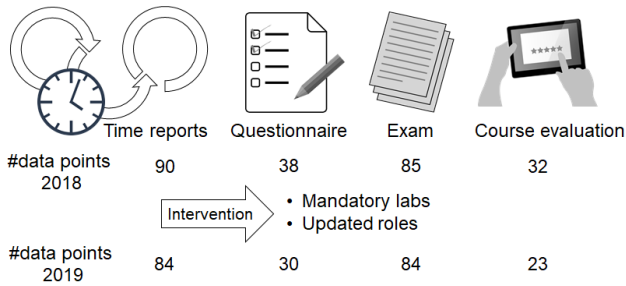 Time reports Questionnaire Exam Course evaluation
#data points
2018
90 38 85 32
Intervention
• Mandatory labs
• Updated roles
#data points
2019
84 30 84 23